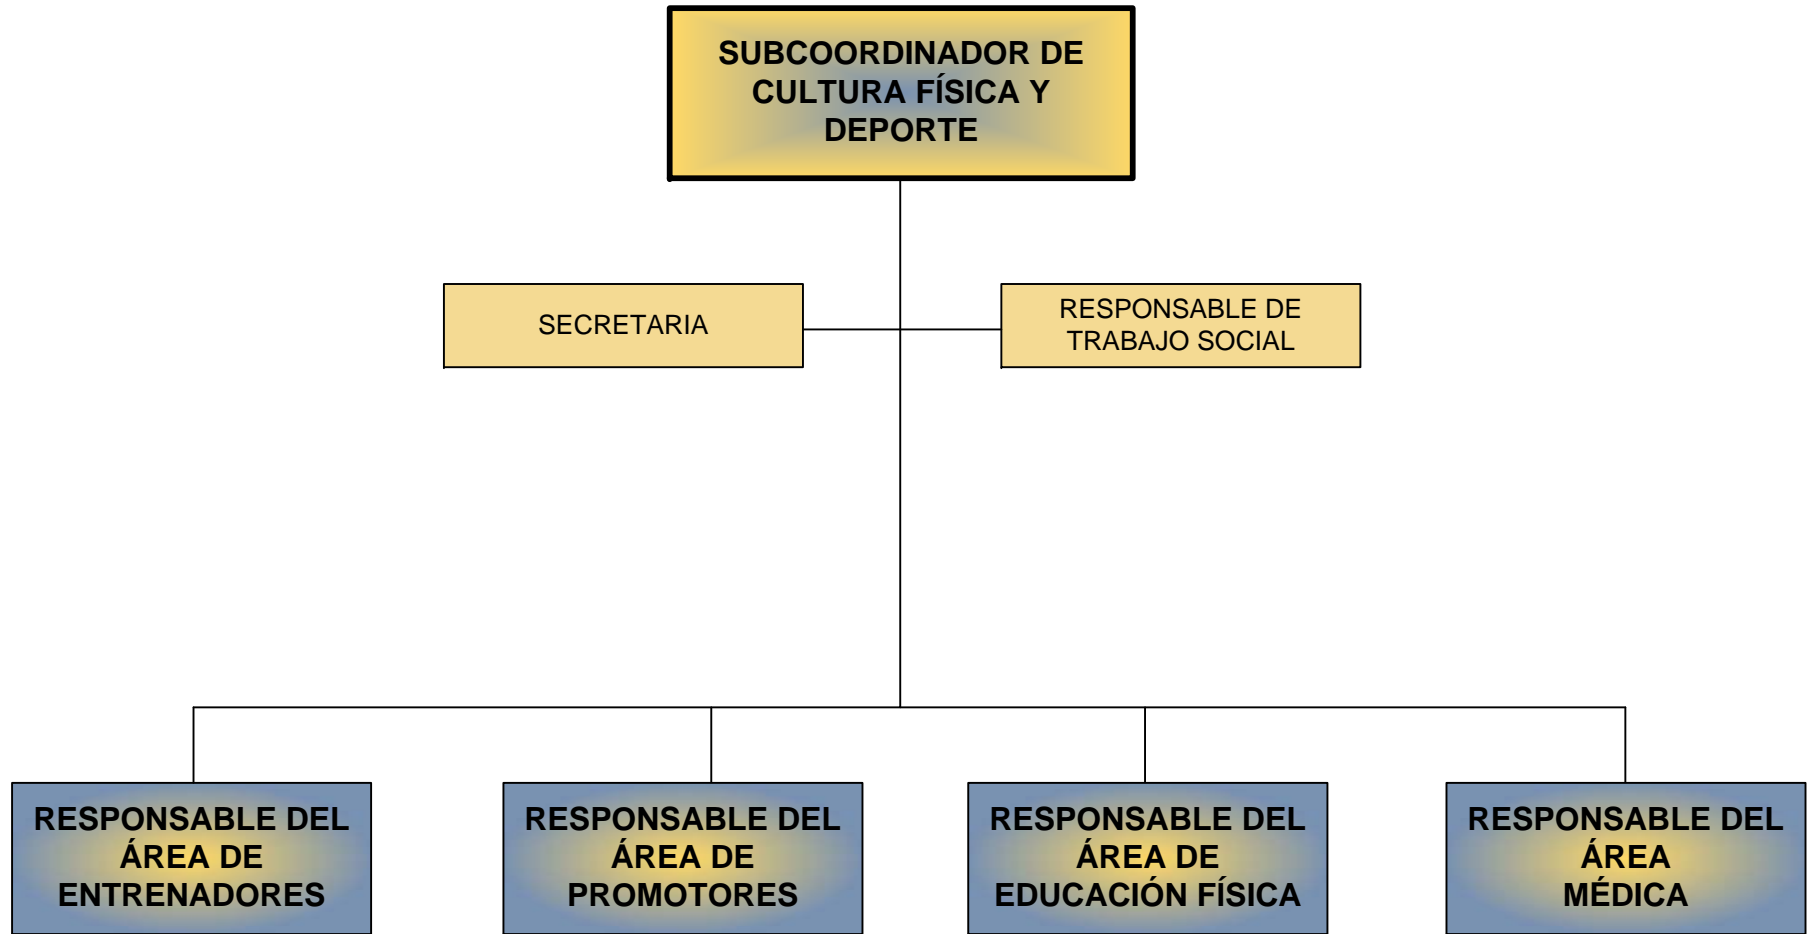 SUBCOORDINADOR DE
CULTURA FÍSICA Y
DEPORTE
SECRETARIA
RESPONSABLE DE
TRABAJO SOCIAL
RESPONSABLE DEL
ÁREA DE
ENTRENADORES
RESPONSABLE DEL
ÁREA DE
PROMOTORES
RESPONSABLE DEL
ÁREA DE
EDUCACIÓN FÍSICA
RESPONSABLE DEL
ÁREA
MÉDICA